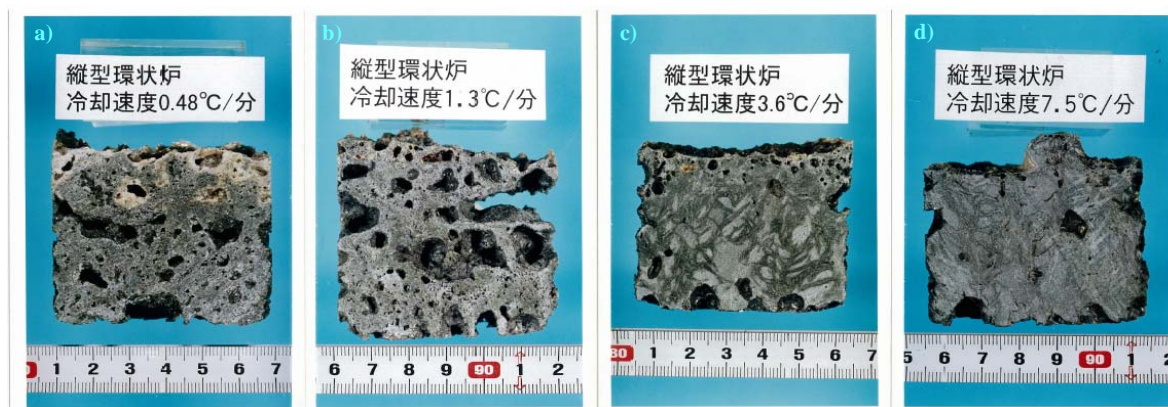 a)
縦型環状炉
冷却速度0.48℃/分
b)
縦型環状炉
冷却速度1.3℃/分
c)
縦型環状炉
冷却速度3.6℃/分
d)
縦型環状炉
冷却速度7.5℃/分
0 1 2 3 4 5 6 7
6 7 8 9 90 1 2
80 1 2 3 4 5 6 7
5 6 7 8 9 90 1 2